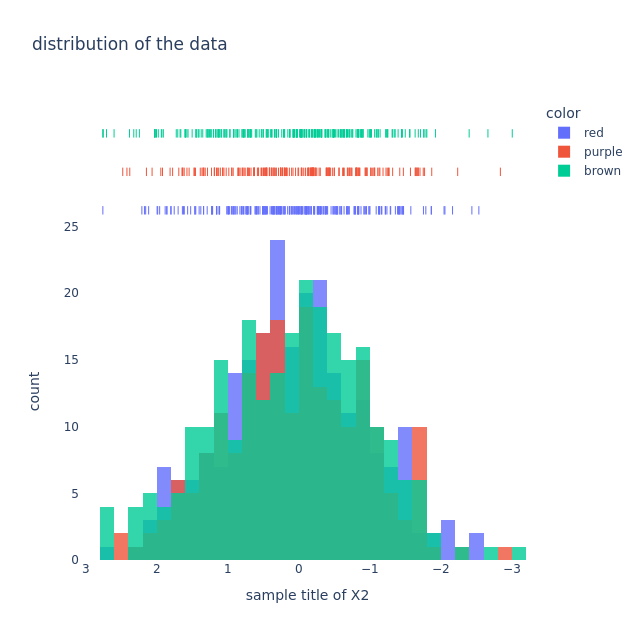 distribution of the data
color
red
purple
brown
25
20
15
10
5
0
count
3
2
1
0
−1
−2
−3
sample title of X2